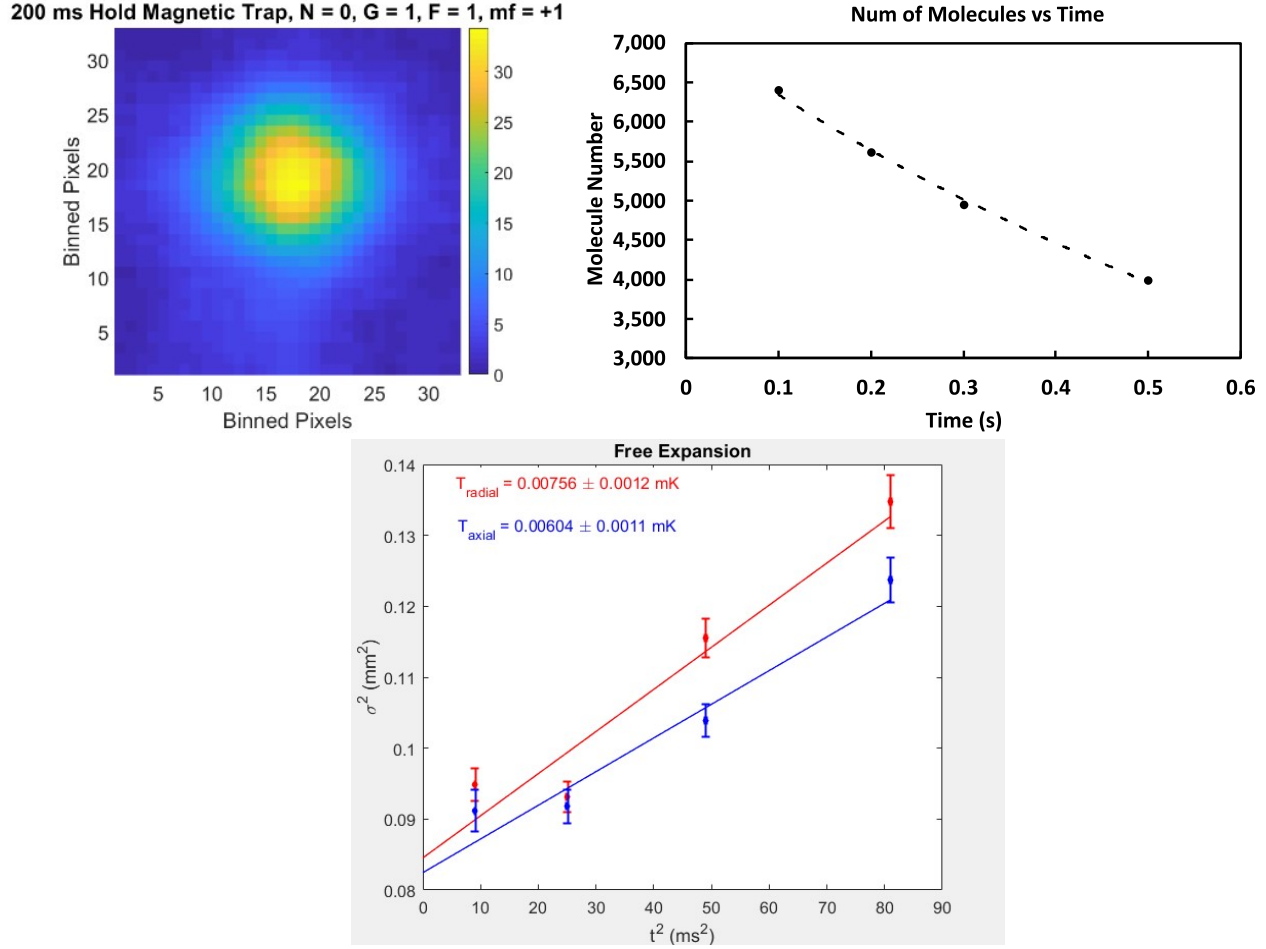 200 ms Hold Magnetic Trap, N = 0, G = 1, F = 1, mf = +1
30
25
20
15
10
5
Binned Pixels
5 10 15 20 25 30
Binned Pixels
30
25
20
15
10
5
0
Num of Molecules vs Time
7,000
6,500
6,000
5,500
5,000
4,500
4,000
3,500
3,000
Molecule Number
0 0.1 0.2 0.3 0.4 0.5 0.6
Time (s)
Free Expansion
T_radial = 0.00756 ± 0.0012 mK
T_axial = 0.00604 ± 0.0011 mK
0.14
0.13
0.12
0.11
0.1
0.09
0.08
σ² (mm²)
0 10 20 30 40 50 60 70 80 90
t² (ms²)